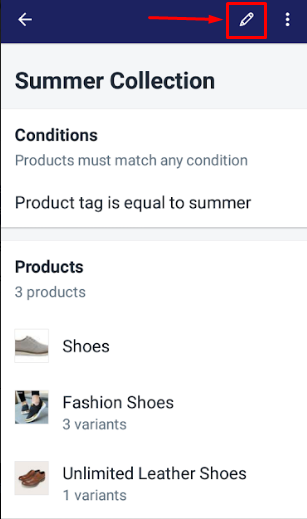 Summer Collection
Conditions
Products must match any condition
Product tag is equal to summer
Products
3 products
Shoes
Fashion Shoes
3 variants
Unlimited Leather Shoes
1 variants